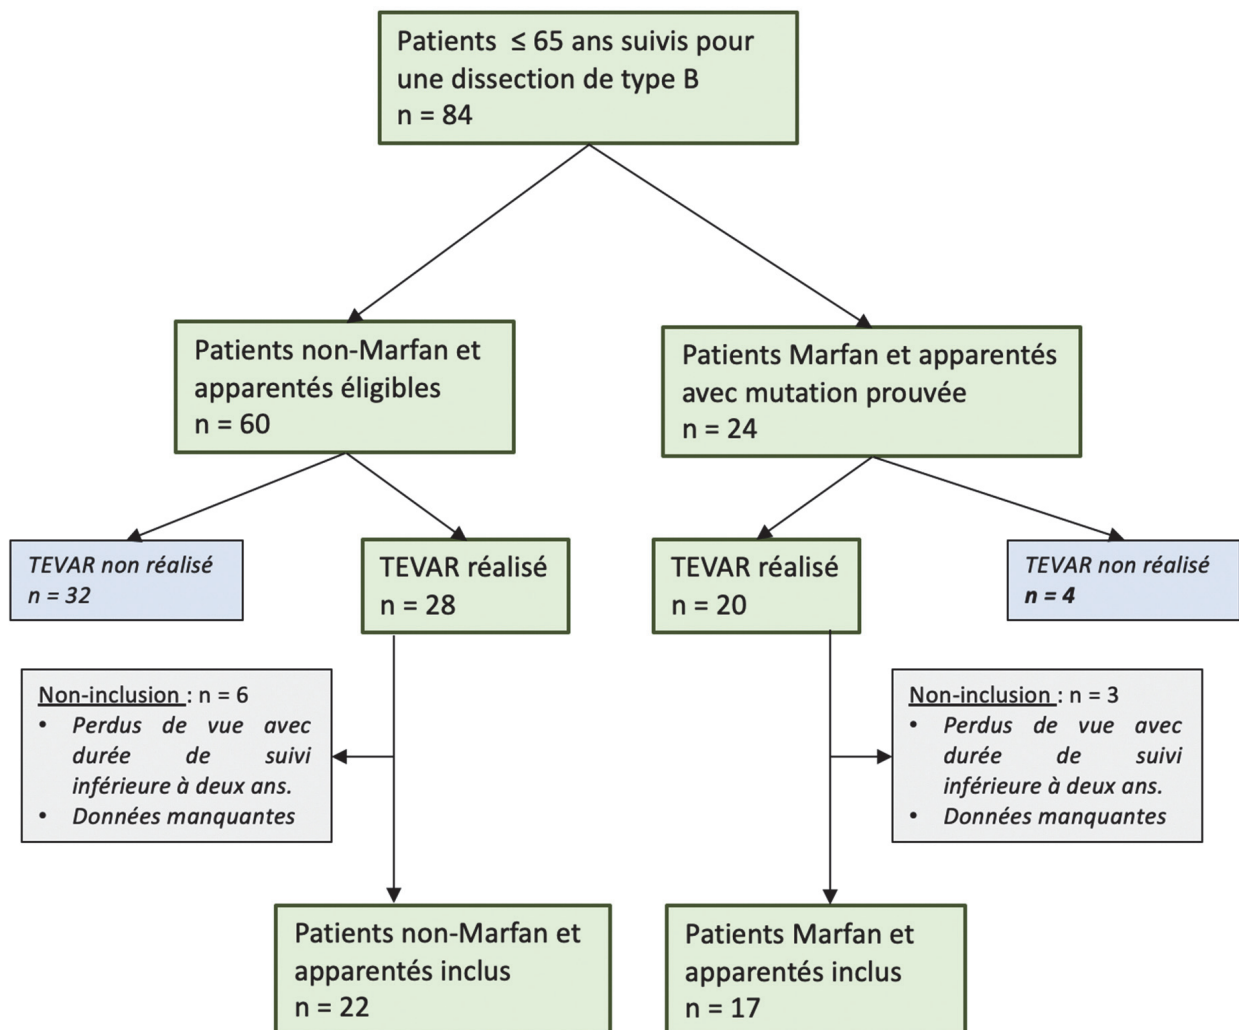 Patients ≤ 65 ans suivis pour
une dissection de type B
n = 84
Patients non-Marfan et
apparentés éligibles
n = 60
Patients Marfan et apparentés
avec mutation prouvée
n = 24
TEVAR non réalisé
n = 32
TEVAR réalisé
n = 28
TEVAR réalisé
n = 20
TEVAR non réalisé
n = 4
Non-inclusion : n = 6
• Perdus de vue avec
durée de suivi
inférieure à deux ans.
• Données manquantes
Non-inclusion : n = 3
• Perdus de vue avec
durée de suivi
inférieure à deux ans.
• Données manquantes
Patients non-Marfan et
apparentés inclus
n = 22
Patients Marfan et
apparentés inclus
n = 17